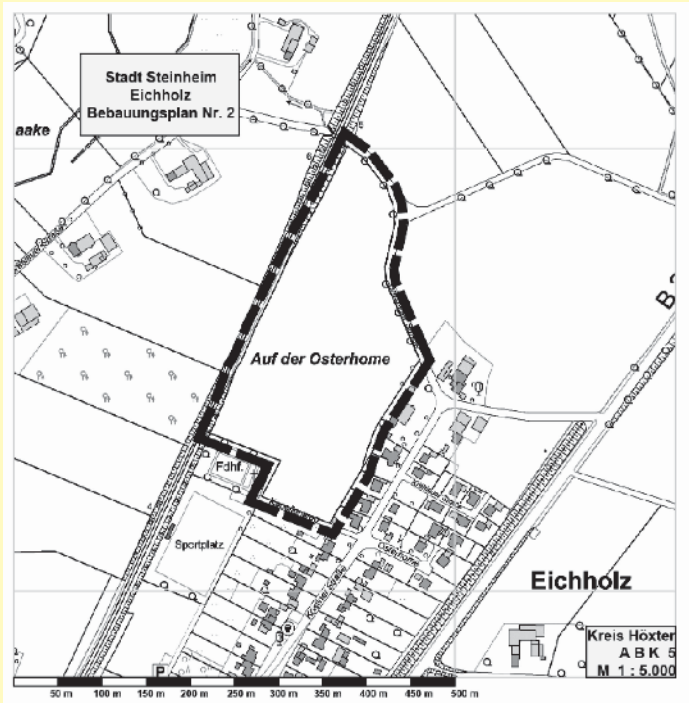 Stadt Steinheim
Eichholz
Bebauungsplan Nr. 2
aake
Auf der Osterhome
B
Fdhf.
Sportplatz
Osterhome
Eichholz
Kreis Höxter
A B K 5
M 1 : 5.000
P
50 m 100 m 150 m 200 m 250 m 300 m 350 m 400 m 450 m 500 m